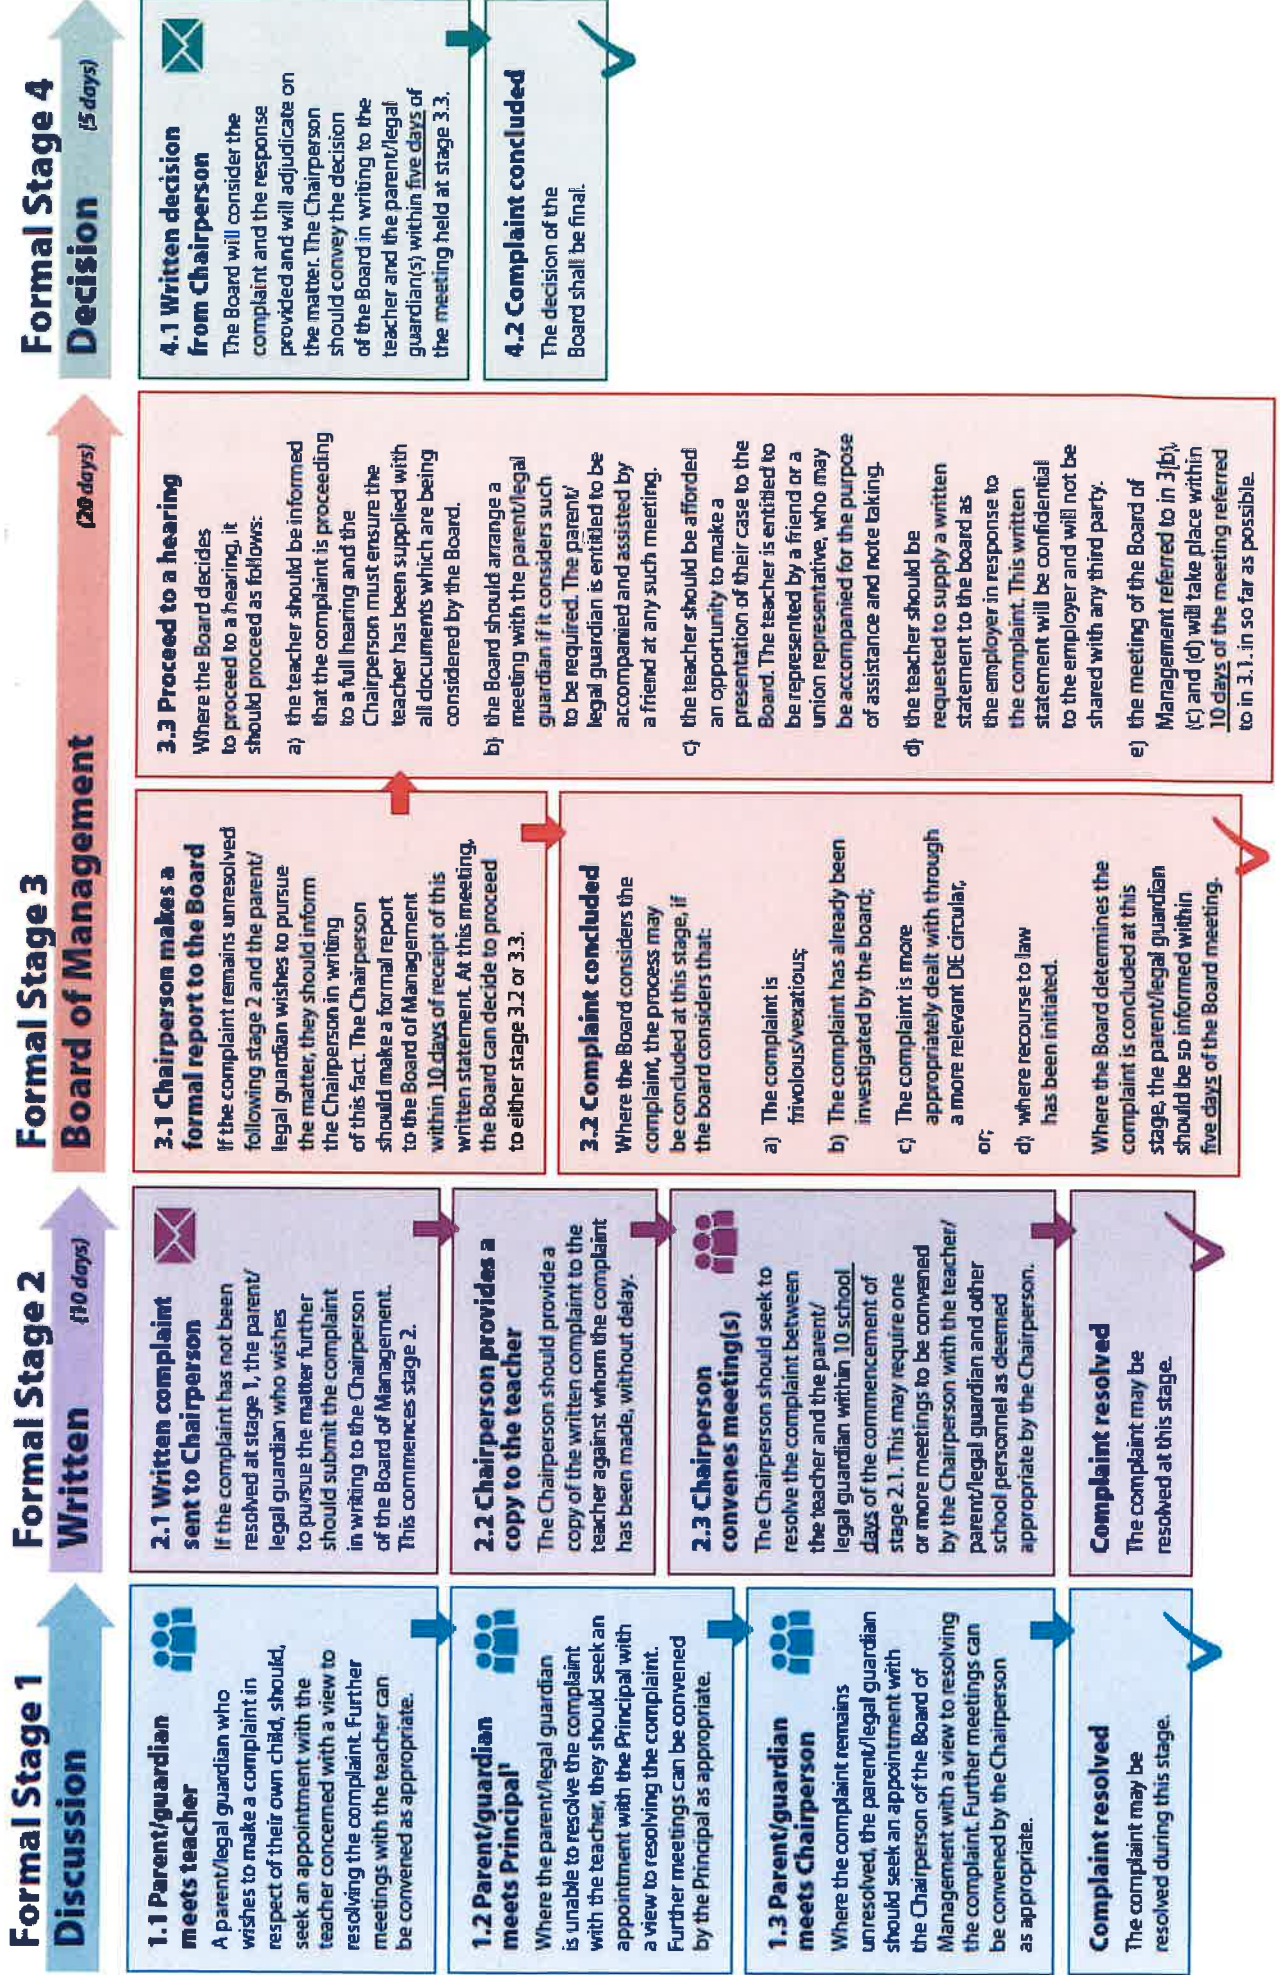 Formal Stage 1
Discussion
1.1 Parent/guardian
meets teacher
A parent/legal guardian who
wishes to make a complaint in
respect of their own child, should,
seek an appointment with the
teacher concerned with a view to
resolving the complaint. Further
meetings with the teacher can
be convened as appropriate.
1.2 Parent/guardian
meets Principal¹
Where the parent/legal guardian
is unable to resolve the complaint
with the teacher, they should seek an
appointment with the Principal with
a view to resolving the complaint.
Further meetings can be convened
by the Principal as appropriate.
1.3 Parent/guardian
meets Chairperson
Where the complaint remains
unresolved, the parent/legal guardian
should seek an appointment with
the Chairperson of the Board of
Management with a view to resolving
the complaint. Further meetings can
be convened by the Chairperson
as appropriate.
Complaint resolved
The complaint may be
resolved during this stage.
Formal Stage 2
Written (10 days)
2.1 Written complaint
sent to Chairperson
If the complaint has not been
resolved at stage 1, the parent/
legal guardian who wishes
to pursue the matter further
should submit the complaint
in writing to the Chairperson
of the Board of Management.
This commences stage 2.
2.2 Chairperson provides a
copy to the teacher
The Chairperson should provide a
copy of the written complaint to the
teacher against whom the complaint
has been made, without delay.
2.3 Chairperson
convenes meeting(s)
The Chairperson should seek to
resolve the complaint between
the teacher and the parent/
legal guardian within 10 school
days of the commencement of
stage 2.1. This may require one
or more meetings to be convened
by the Chairperson with the teacher/
parent/legal guardian and other
school personnel as deemed
appropriate by the Chairperson.
Complaint resolved
The complaint may be
resolved at this stage.
Formal Stage 3
Board of Management (20 days)
3.1 Chairperson makes a
formal report to the Board
If the complaint remains unresolved
following stage 2 and the parent/
legal guardian wishes to pursue
the matter, they should inform
the Chairperson in writing
of this fact. The Chairperson
should make a formal report
to the Board of Management
within 10 days of receipt of this
written statement. At this meeting,
the Board can decide to proceed
to either stage 3.2 or 3.3.
3.2 Complaint concluded
Where the Board considers the
complaint, the process may
be concluded at this stage, if
the board considers that:
a) The complaint is
frivolous/vexatious;
b) The complaint has already been
investigated by the board;
c) The complaint is more
appropriately dealt with through
a more relevant DE circular,
or;
d) where recourse to law
has been initiated.
Where the Board determines the
complaint is concluded at this
stage, the parent/legal guardian
should be so informed within
five days of the Board meeting.
3.3 Proceed to a hearing
Where the Board decides
to proceed to a hearing, it
should proceed as follows:
a) the teacher should be informed
that the complaint is proceeding
to a full hearing and the
Chairperson must ensure the
teacher has been supplied with
all documents which are being
considered by the Board.
b) the Board should arrange a
meeting with the parent/legal
guardian if it considers such
to be required. The parent/
legal guardian is entitled to be
accompanied and assisted by
a friend at any such meeting.
c) the teacher should be afforded
an opportunity to make a
presentation of their case to the
Board. The teacher is entitled to
be represented by a friend or a
union representative, who may
be accompanied for the purpose
of assistance and note taking.
d) the teacher should be
requested to supply a written
statement to the board as
the employer in response to
the complaint. This written
statement will be confidential
to the employer and will not be
shared with any third party.
e) the meeting of the Board of
Management referred to in 3(b),
(c) and (d) will take place within
10 days of the meeting referred
to in 3.1. in so far as possible.
Formal Stage 4
Decision (5 days)
4.1 Written decision
from Chairperson
The Board will consider the
complaint and the response
provided and will adjudicate on
the matter. The Chairperson
should convey the decision
of the Board in writing to the
teacher and the parent/legal
guardian(s) within five days of
the meeting held at stage 3.3.
4.2 Complaint concluded
The decision of the
Board shall be final.